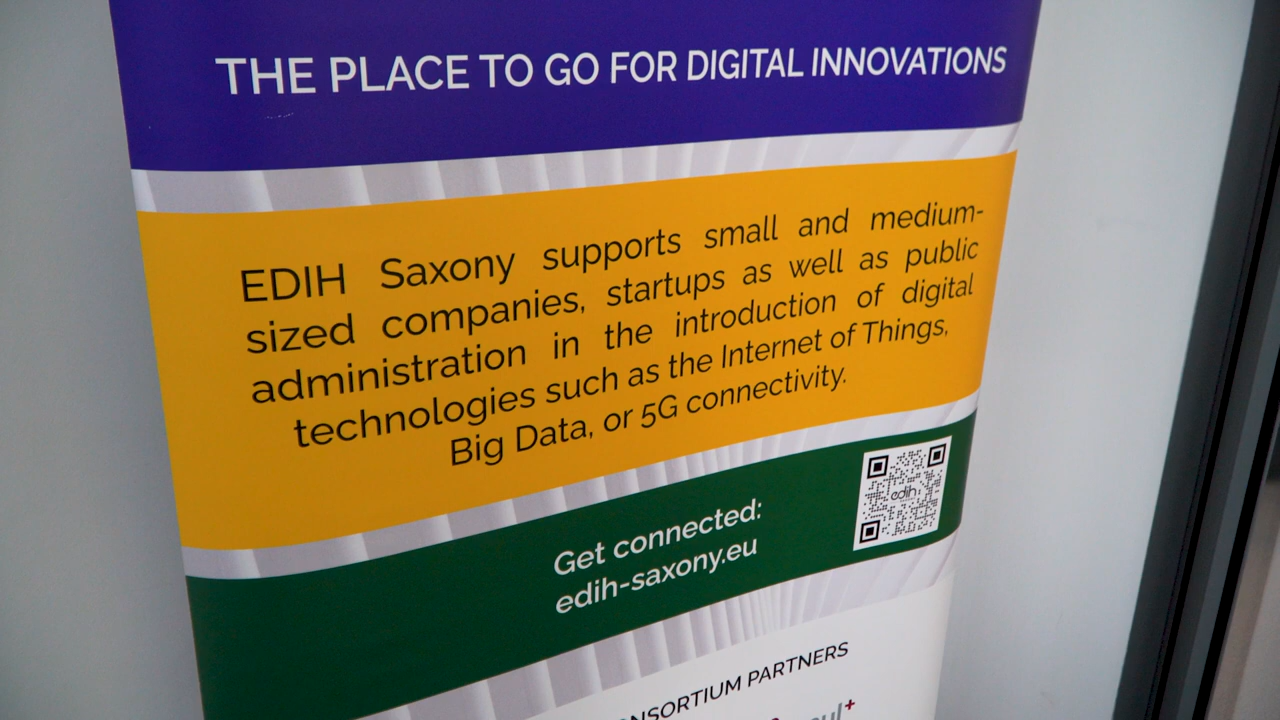 THE PLACE TO GO FOR DIGITAL INNOVATIONS
EDIH Saxony supports small and medium-
sized companies, startups as well as public
administration in the introduction of digital
technologies such as the Internet of Things,
Big Data, or 5G connectivity.
Get connected:
edih-saxony.eu
edih
ONSORTIUM PARTNERS